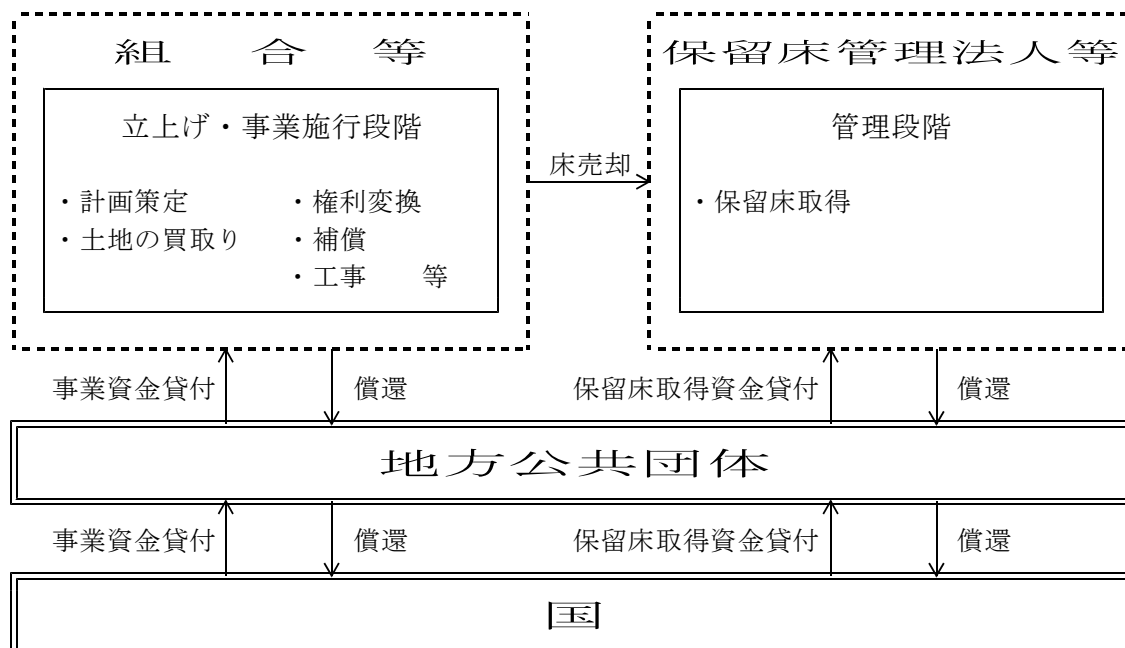 組　合　等
立上げ・事業施行段階
・計画策定　・権利変換
・土地の買取り　・補償
・工事　等
床売却
保留床管理法人等
管理段階
・保留床取得
事業資金貸付　償還　保留床取得資金貸付　償還
地方公共団体
事業資金貸付　償還　保留床取得資金貸付　償還
国